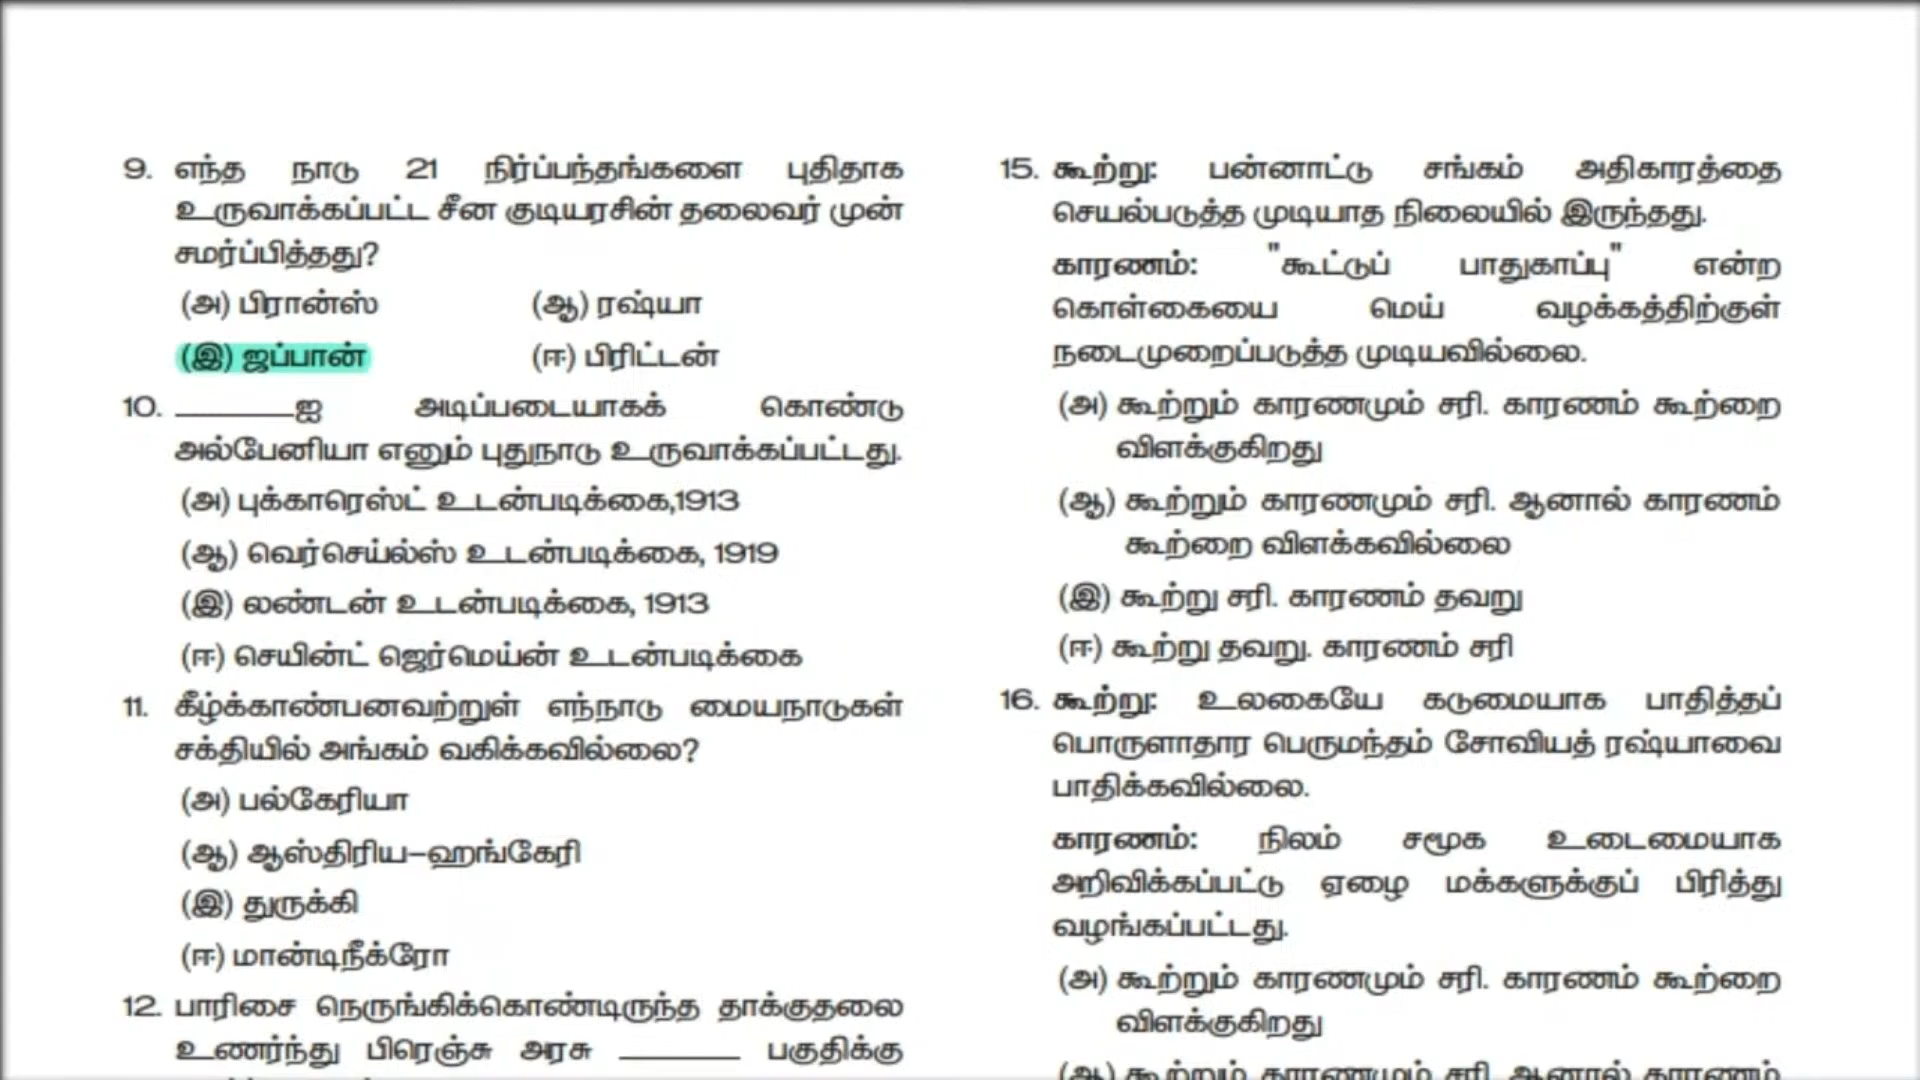 9. எந்த நாடு 21 நிர்ப்பந்தங்களை புதிதாக
உருவாக்கப்பட்ட சீன குடியரசின் தலைவர் முன்
சமர்ப்பித்தது?
(அ) பிரான்ஸ் (ஆ) ரஷ்யா
(இ) ஜப்பான் (ஈ) பிரிட்டன்
10. ________ஐ அடிப்படையாகக் கொண்டு
அல்பேனியா எனும் புதுநாடு உருவாக்கப்பட்டது.
(அ) புக்காரெஸ்ட் உடன்படிக்கை,1913
(ஆ) வெர்செய்ல்ஸ் உடன்படிக்கை, 1919
(இ) லண்டன் உடன்படிக்கை, 1913
(ஈ) செயின்ட் ஜெர்மெய்ன் உடன்படிக்கை
11. கீழ்க்காண்பனவற்றுள் எந்நாடு மையநாடுகள்
சக்தியில் அங்கம் வகிக்கவில்லை?
(அ) பல்கேரியா
(ஆ) ஆஸ்திரிய–ஹங்கேரி
(இ) துருக்கி
(ஈ) மான்டிநீக்ரோ
12. பாரிசை நெருங்கிக்கொண்டிருந்த தாக்குதலை
உணர்ந்து பிரெஞ்சு அரசு ________ பகுதிக்கு
15. கூற்று: பன்னாட்டு சங்கம் அதிகாரத்தை
செயல்படுத்த முடியாத நிலையில் இருந்தது.
காரணம்: "கூட்டுப் பாதுகாப்பு" என்ற
கொள்கையை மெய் வழக்கத்திற்குள்
நடைமுறைப்படுத்த முடியவில்லை.
(அ) கூற்றும் காரணமும் சரி. காரணம் கூற்றை
விளக்குகிறது
(ஆ) கூற்றும் காரணமும் சரி. ஆனால் காரணம்
கூற்றை விளக்கவில்லை
(இ) கூற்று சரி. காரணம் தவறு
(ஈ) கூற்று தவறு. காரணம் சரி
16. கூற்று: உலகையே கடுமையாக பாதித்தப்
பொருளாதார பெருமந்தம் சோவியத் ரஷ்யாவை
பாதிக்கவில்லை.
காரணம்: நிலம் சமூக உடைமையாக
அறிவிக்கப்பட்டு ஏழை மக்களுக்குப் பிரித்து
வழங்கப்பட்டது.
(அ) கூற்றும் காரணமும் சரி. காரணம் கூற்றை
விளக்குகிறது
(ஆ) கூற்றும் காரணமும் சரி. ஆனால் காரணம்